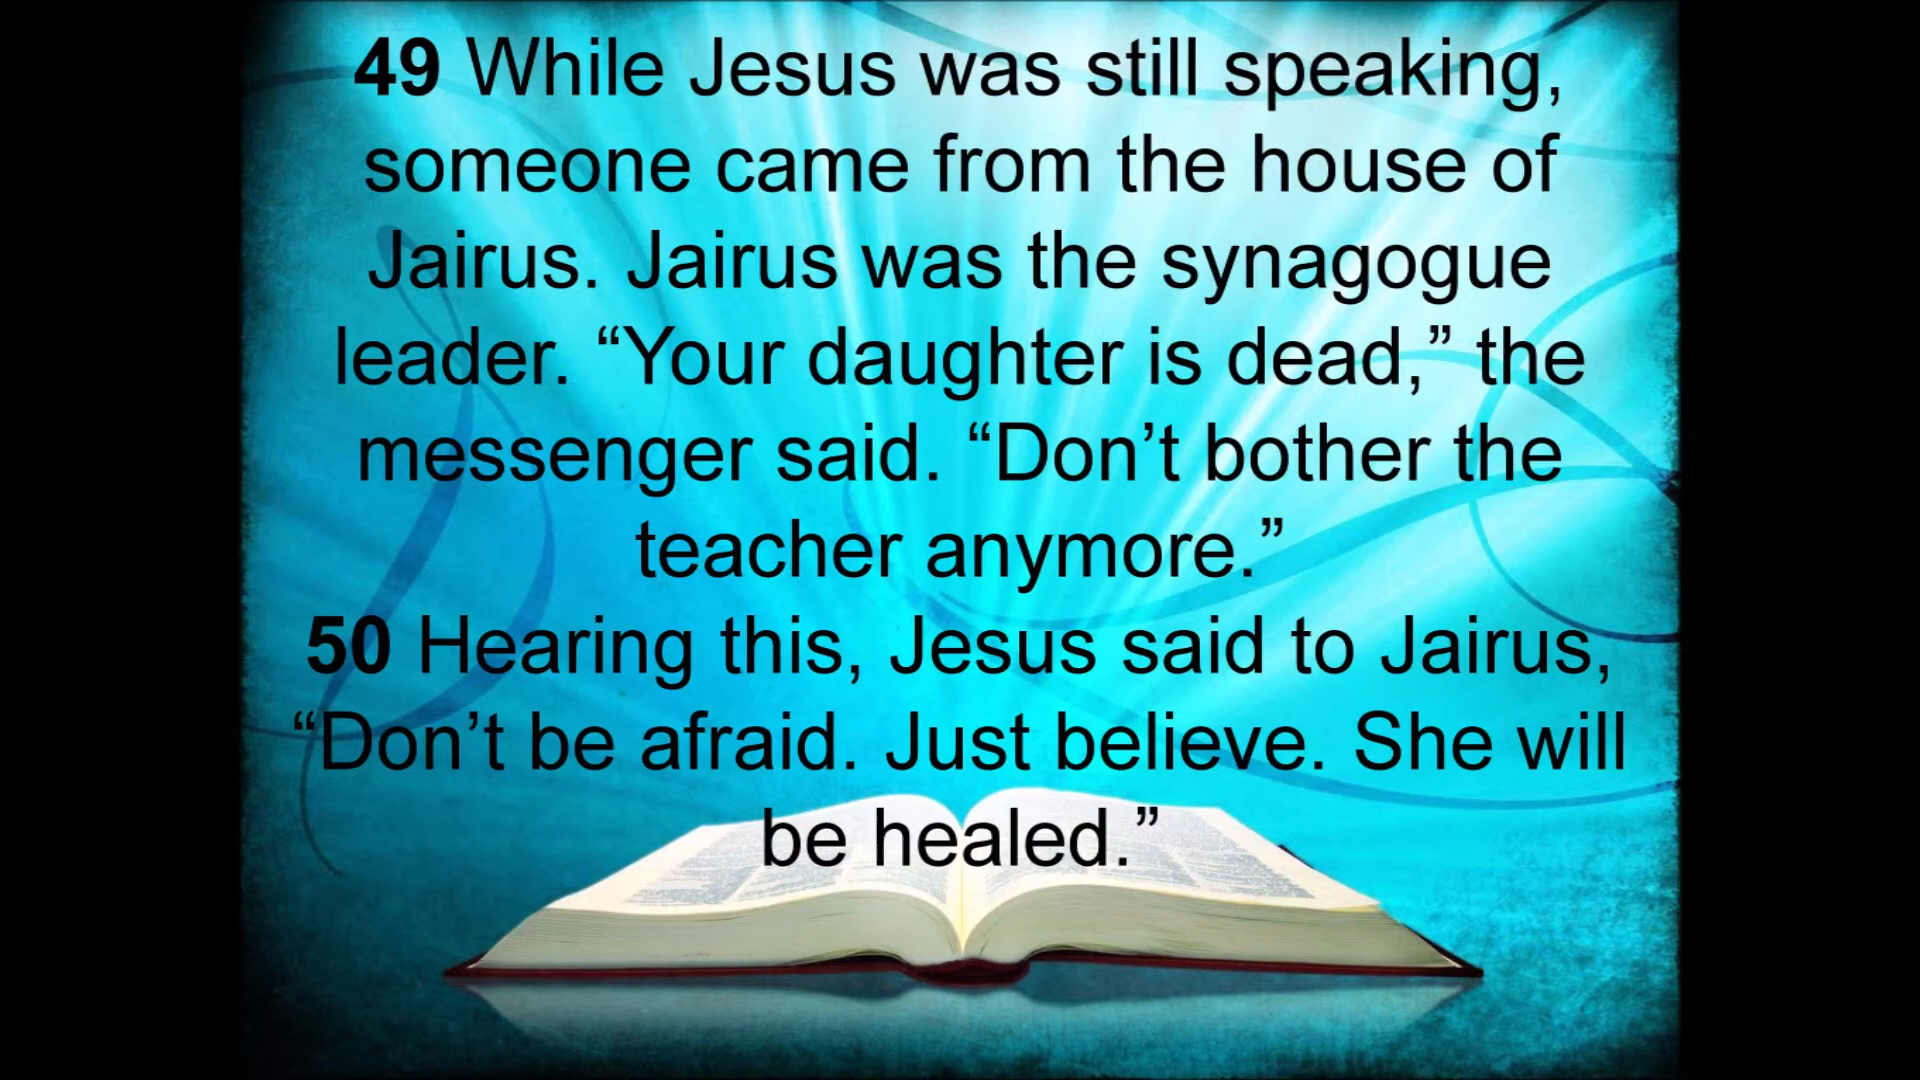 49 While Jesus was still speaking,
someone came from the house of
Jairus. Jairus was the synagogue
leader. “Your daughter is dead,” the
messenger said. “Don’t bother the
teacher anymore.”
50 Hearing this, Jesus said to Jairus,
“Don’t be afraid. Just believe. She will
be healed.”